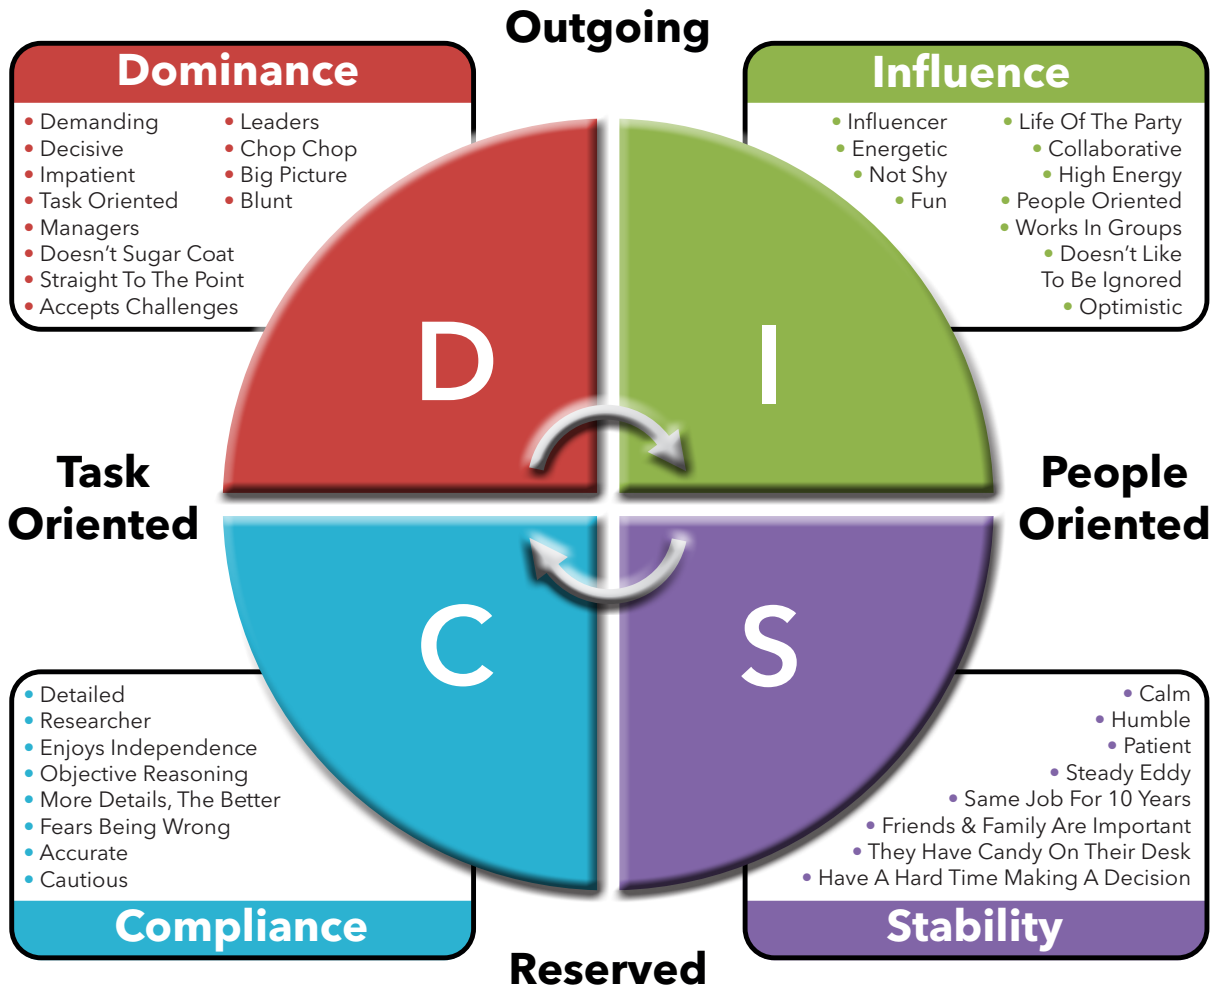 Outgoing
Dominance
• Demanding
• Decisive
• Impatient
• Task Oriented
• Managers
• Doesn’t Sugar Coat
• Straight To The Point
• Accepts Challenges
• Leaders
• Chop Chop
• Big Picture
• Blunt
Influence
• Influencer
• Energetic
• Not Shy
• Fun
• Life Of The Party
• Collaborative
• High Energy
• People Oriented
• Works In Groups
• Doesn’t Like
To Be Ignored
• Optimistic
D
I
Task
Oriented
People
Oriented
C
S
• Detailed
• Researcher
• Enjoys Independence
• Objective Reasoning
• More Details, The Better
• Fears Being Wrong
• Accurate
• Cautious
Compliance
• Calm
• Humble
• Patient
• Steady Eddy
• Same Job For 10 Years
• Friends & Family Are Important
• They Have Candy On Their Desk
• Have A Hard Time Making A Decision
Stability
Reserved